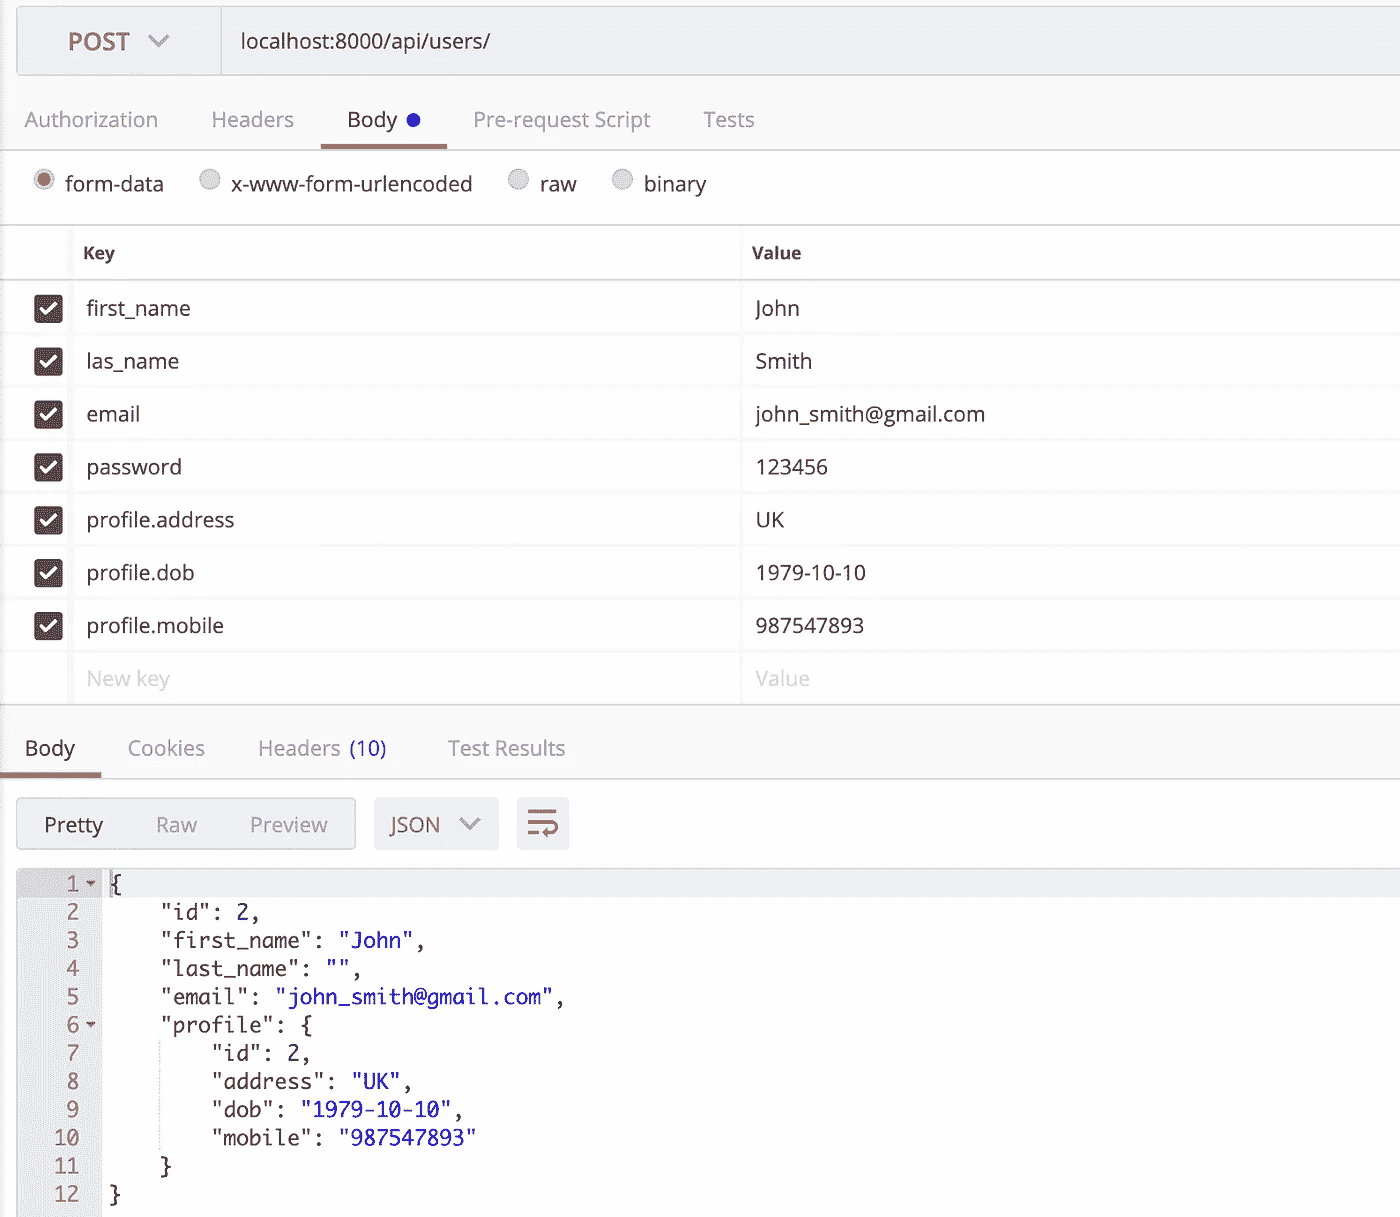 POST localhost:8000/api/users/
Authorization Headers Body Pre-request Script Tests
form-data x-www-form-urlencoded raw binary
Key Value
first_name John
las_name Smith
email john_smith@gmail.com
password 123456
profile.address UK
profile.dob 1979-10-10
profile.mobile 987547893
New key Value
Body Cookies Headers (10) Test Results
Pretty Raw Preview JSON
1 {
2 "id": 2,
3 "first_name": "John",
4 "last_name": "",
5 "email": "john_smith@gmail.com",
6 "profile": {
7 "id": 2,
8 "address": "UK",
9 "dob": "1979-10-10",
10 "mobile": "987547893"
11 }
12 }